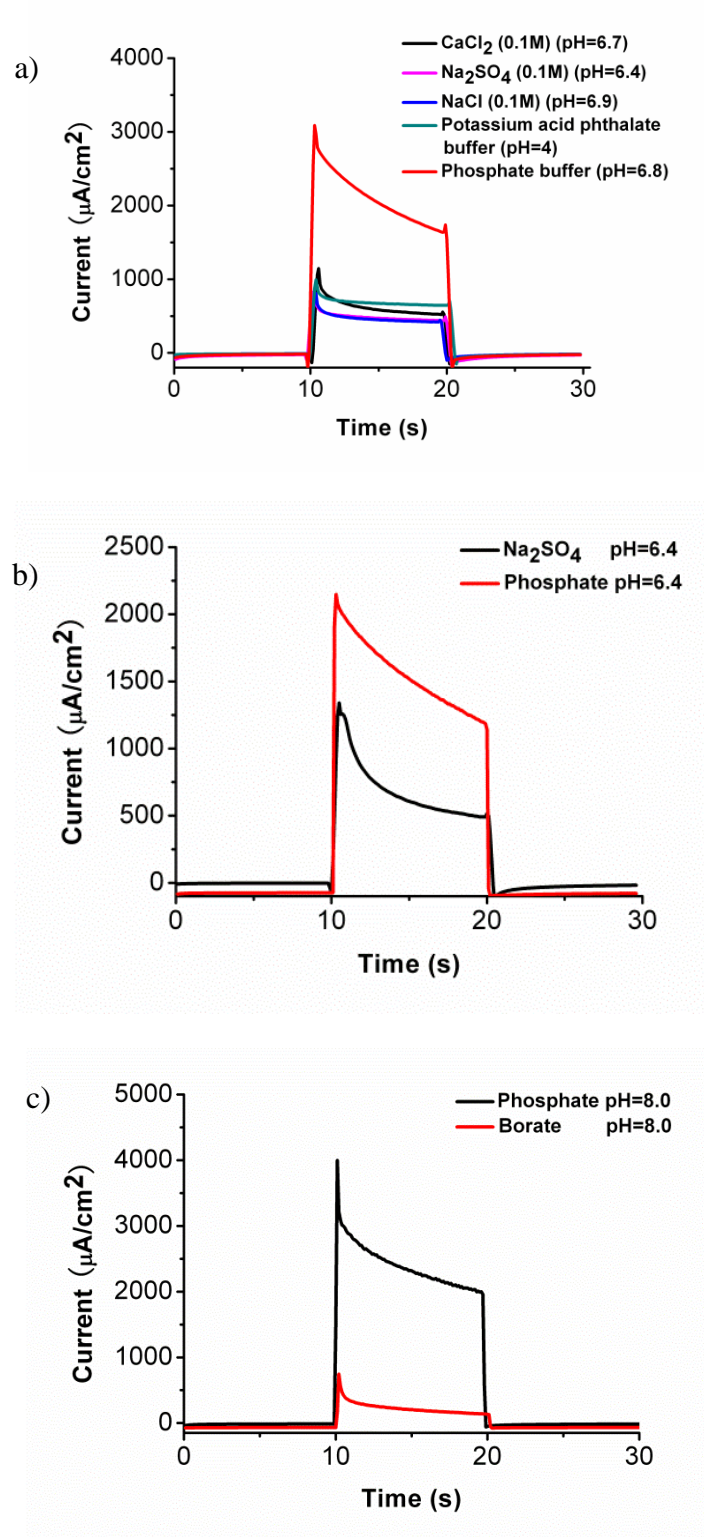 a)
CaCl2 (0.1M) (pH=6.7)
Na2SO4 (0.1M) (pH=6.4)
NaCl (0.1M) (pH=6.9)
Potassium acid phthalate
buffer (pH=4)
Phosphate buffer (pH=6.8)
Current (μA/cm2)
4000
3000
2000
1000
0
0 10 20 30
Time (s)
b)
Na2SO4 pH=6.4
Phosphate pH=6.4
Current (μA/cm2)
2500
2000
1500
1000
500
0
0 10 20 30
Time (s)
c)
Phosphate pH=8.0
Borate pH=8.0
Current (μA/cm2)
5000
4000
3000
2000
1000
0
0 10 20 30
Time (s)